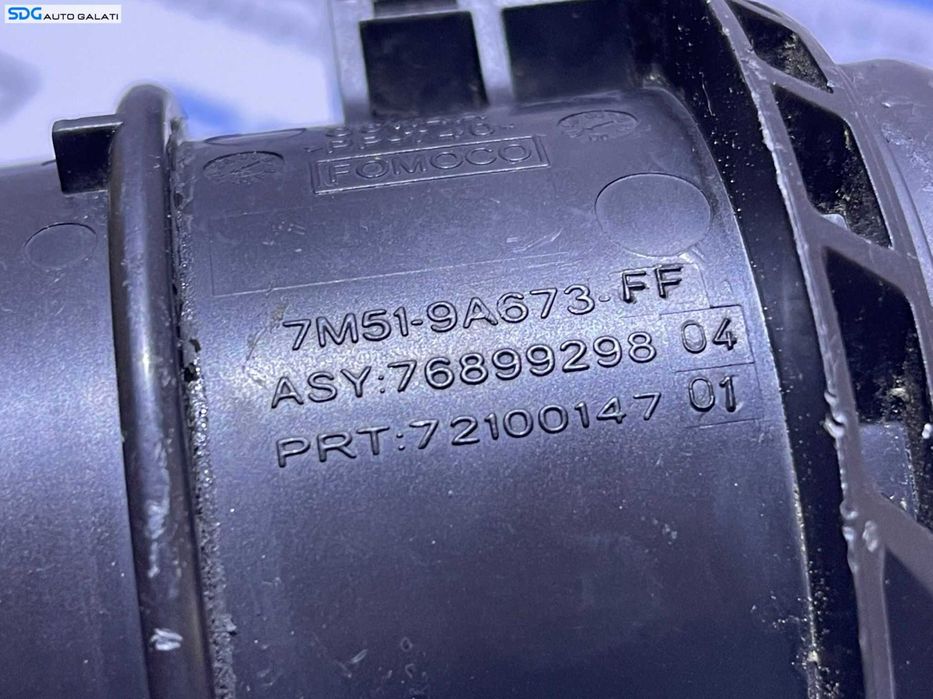 SDG AUTO GALATI
FOMOCO
7M51-9A673-FF
ASY:76899298 04
PRT:72100147 01